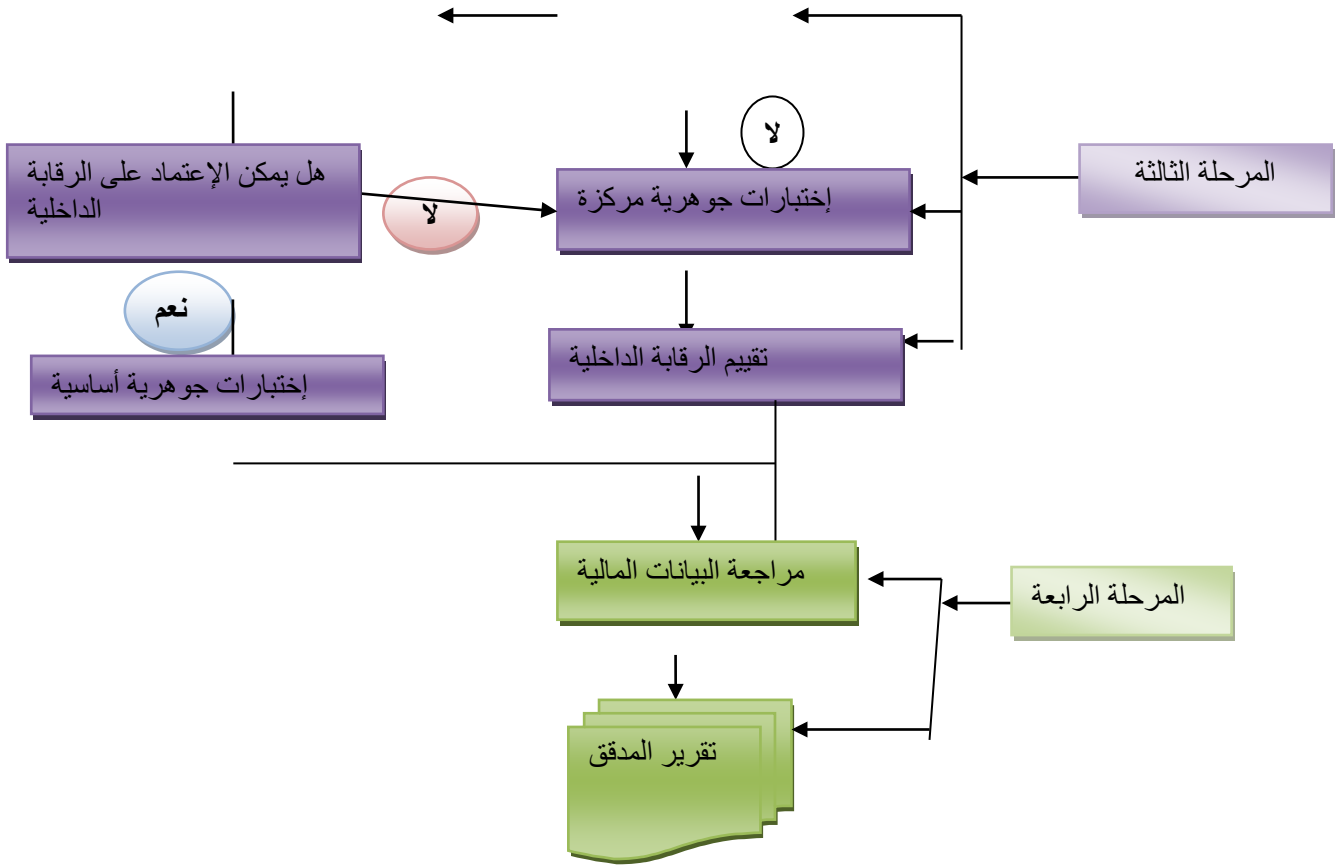 لا
المرحلة الثالثة
إختبارات جوهرية مركزة
لا
هل يمكن الإعتماد على الرقابة
الداخلية
نعم
تقييم الرقابة الداخلية
إختبارات جوهرية أساسية
مراجعة البيانات المالية
المرحلة الرابعة
تقرير المدقق